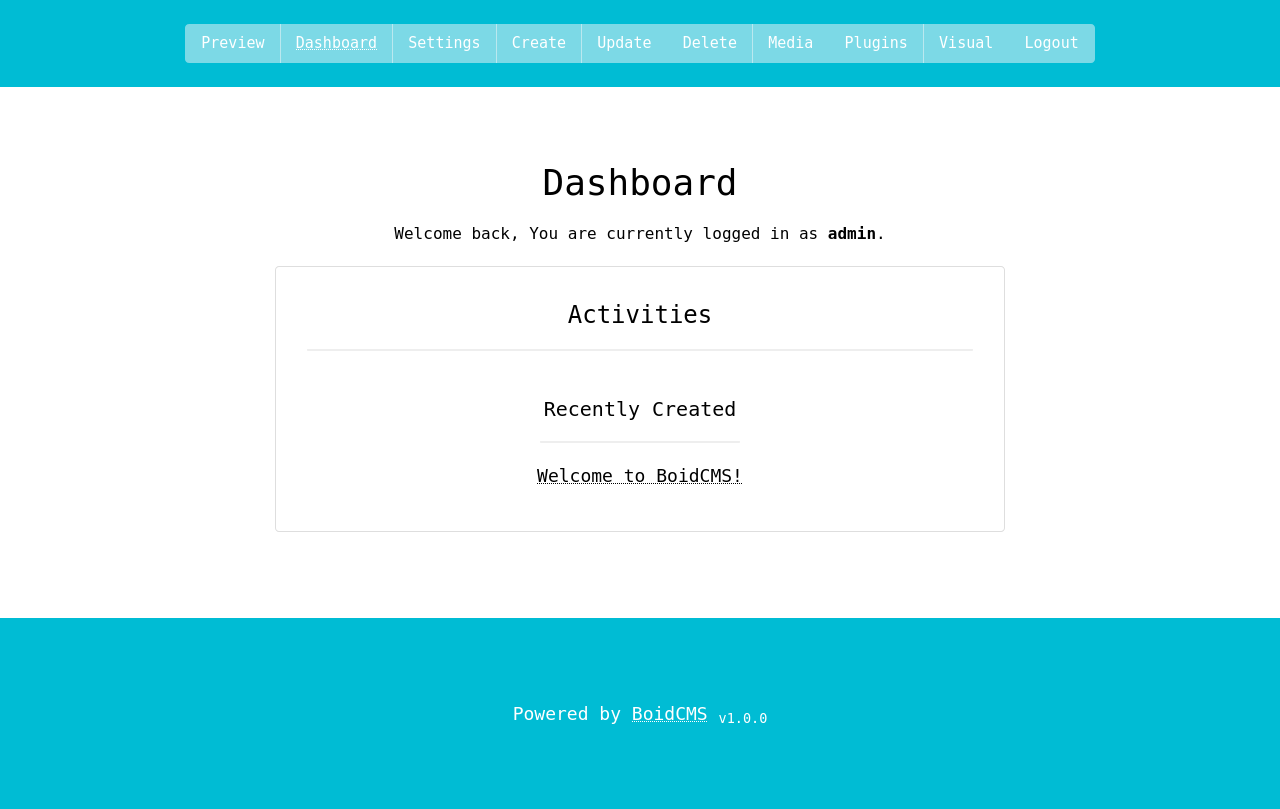 Preview Dashboard Settings Create Update Delete Media Plugins Visual Logout
Dashboard
Welcome back, You are currently logged in as admin.
Activities
Recently Created
Welcome to BoidCMS!
Powered by BoidCMS v1.0.0